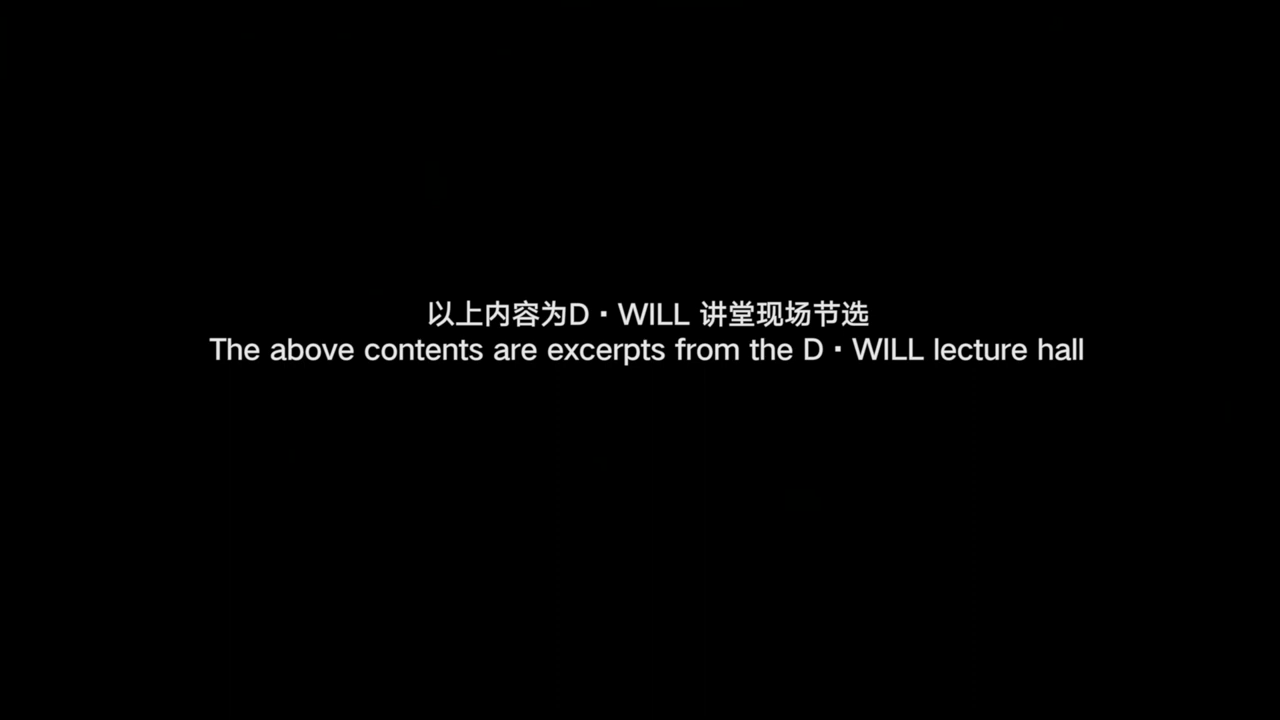 以上内容为D·WILL 讲堂现场节选
The above contents are excerpts from the D·WILL lecture hall